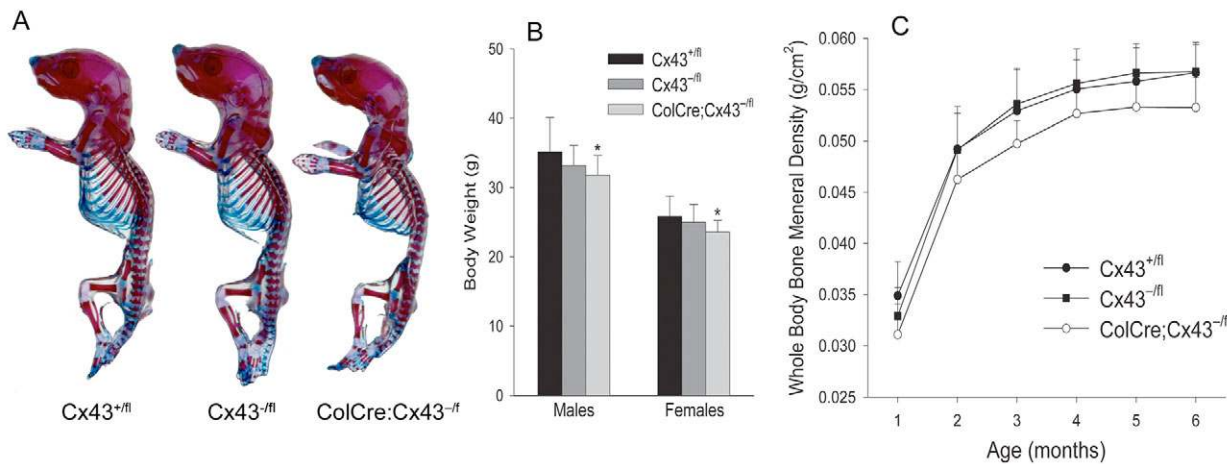 A
Cx43+/fl
Cx43-/fl
ColCre:Cx43-/f
B
Body Weight (g)
50
40
30
20
10
0
Cx43+/fl
Cx43-/fl
ColCre;Cx43-/fl
*
*
Males
Females
C
Whole Body Bone Meneral Density (g/cm²)
0.060
0.055
0.050
0.045
0.040
0.035
0.030
0.025
Cx43+/fl
Cx43-/fl
ColCre;Cx43-/fl
1 2 3 4 5 6
Age (months)